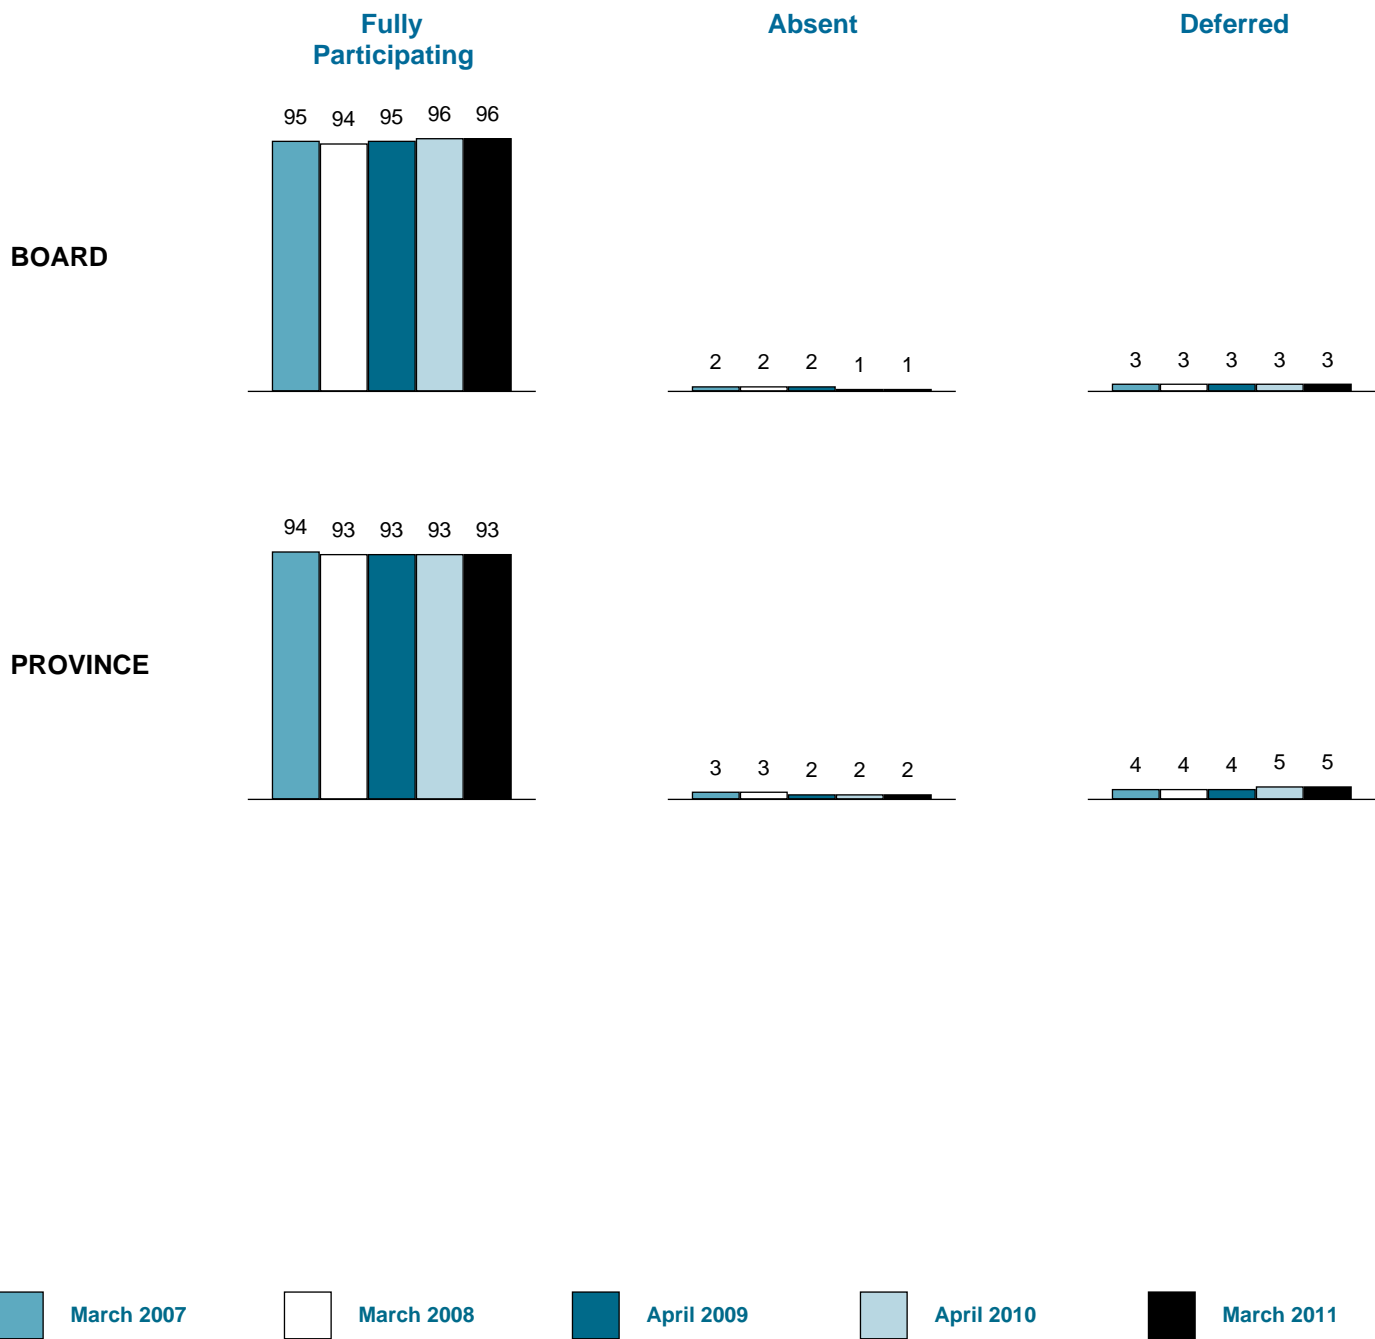 Fully
Participating
Absent
Deferred
95 94 95 96 96
BOARD
2 2 2 1 1
3 3 3 3 3
94 93 93 93 93
PROVINCE
3 3 2 2 2
4 4 4 5 5
March 2007
March 2008
April 2009
April 2010
March 2011